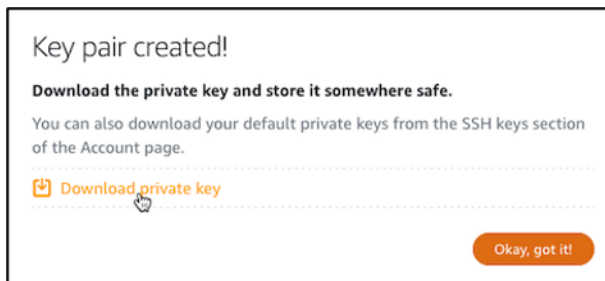 Key pair created!
Download the private key and store it somewhere safe.
You can also download your default private keys from the SSH keys section
of the Account page.
Download private key
Okay, got it!